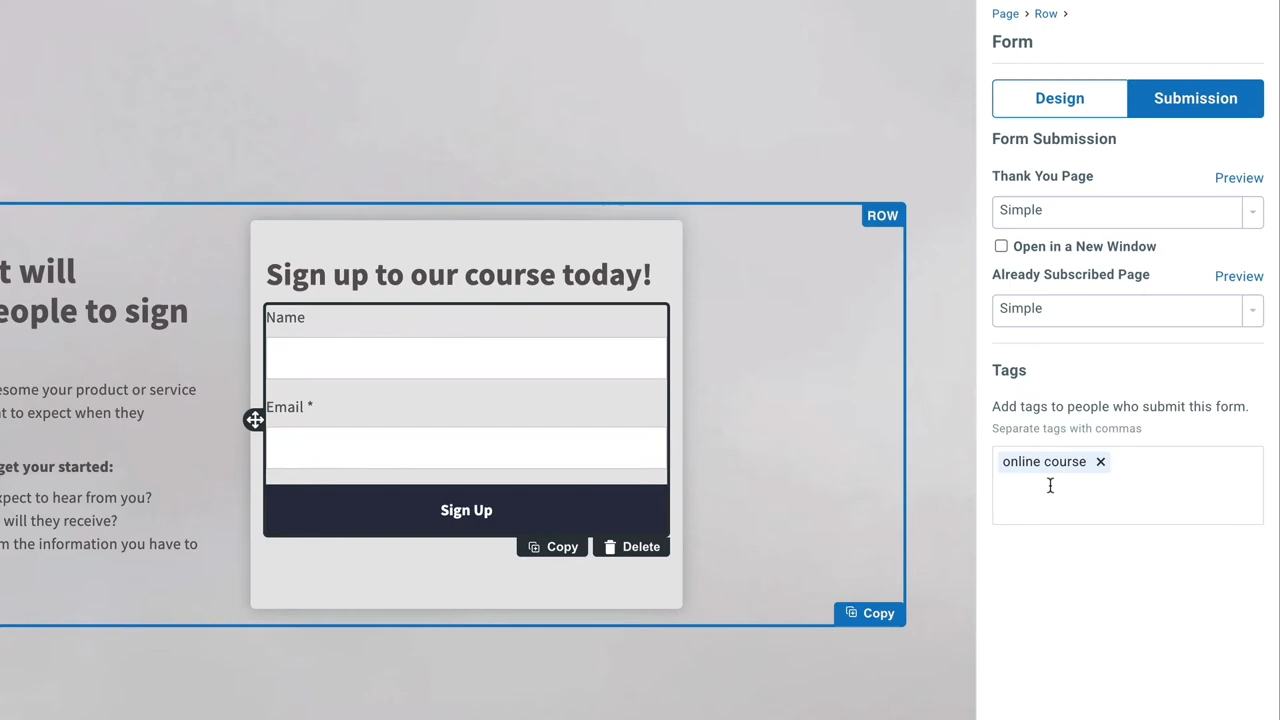 t will
eople to sign
esome your product or service
t to expect when they
get your started:
xpect to hear from you?
will they receive?
m the information you have to
ROW
Sign up to our course today!
Name
Email *
Sign Up
Copy
Delete
Copy
Page > Row >
Form
Design Submission
Form Submission
Thank You Page Preview
Simple
Open in a New Window
Already Subscribed Page Preview
Simple
Tags
Add tags to people who submit this form.
Separate tags with commas
online course ×